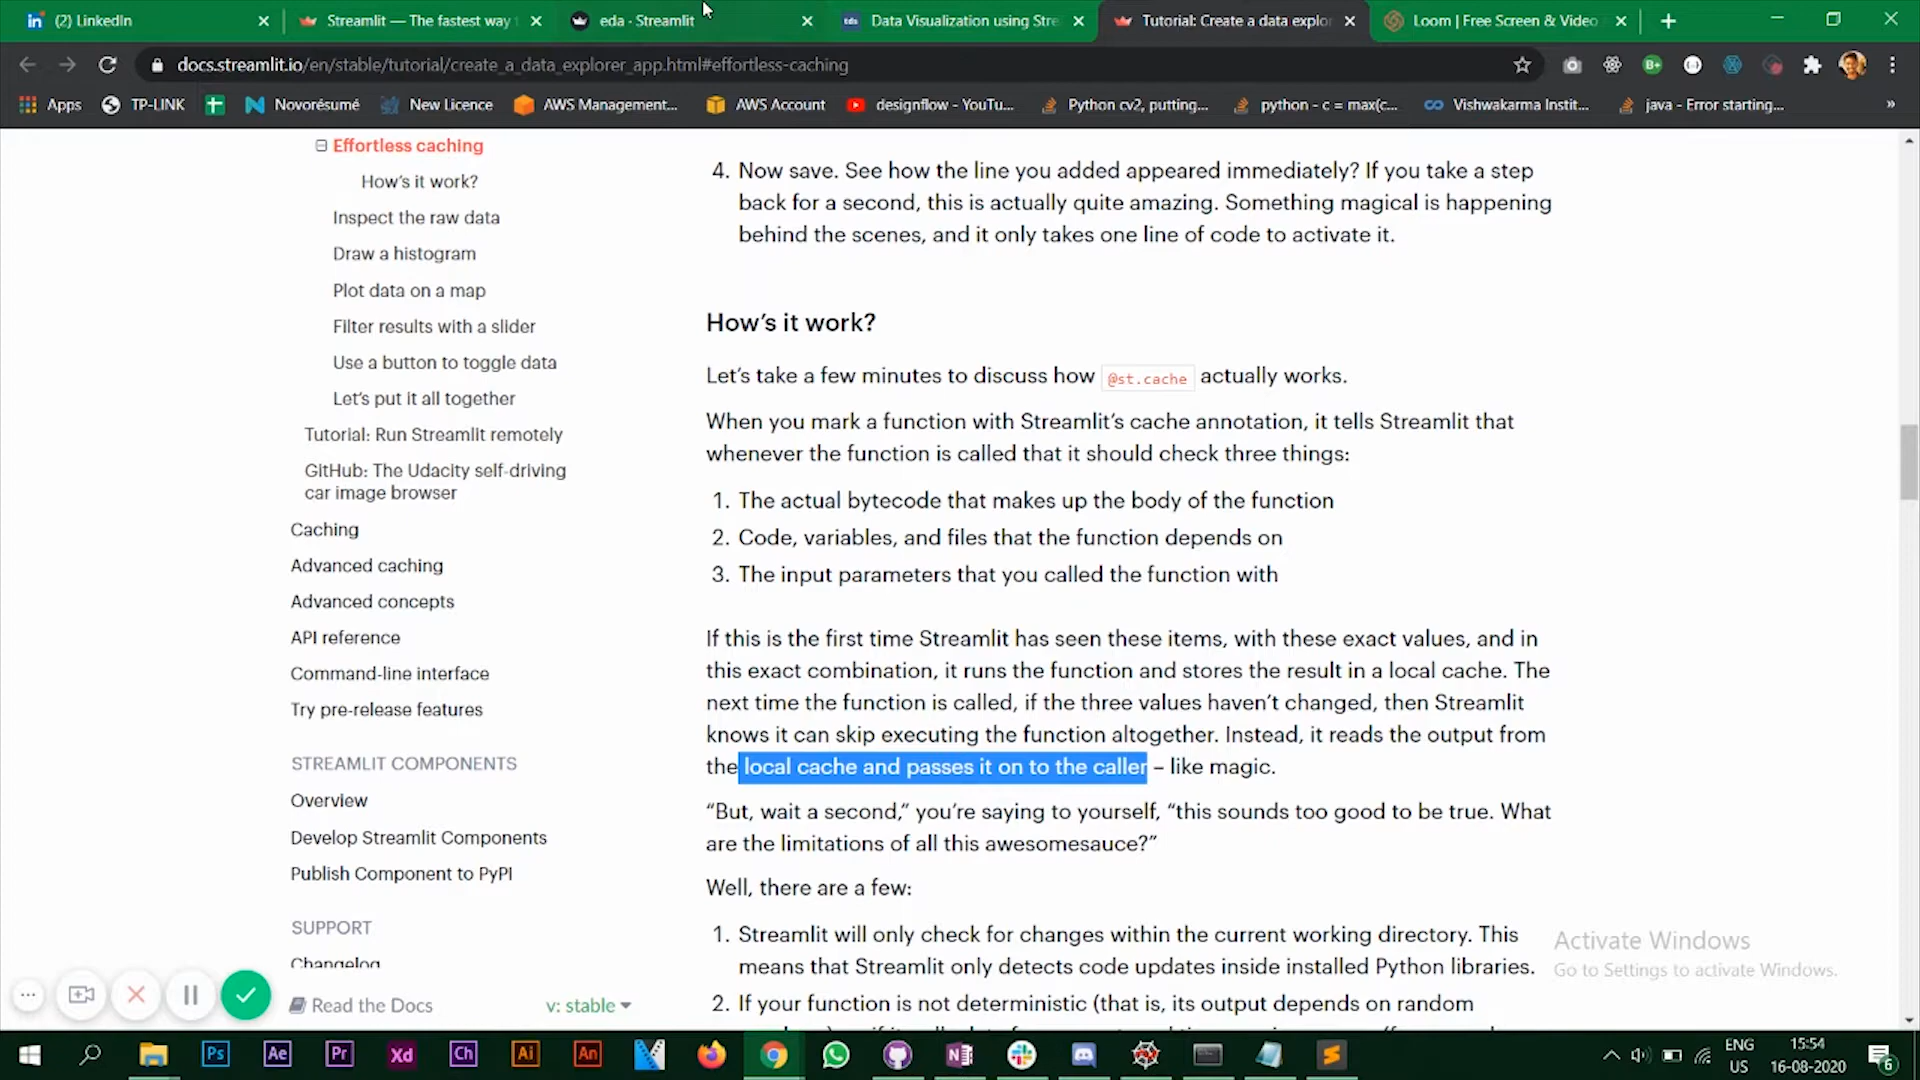 (2) LinkedIn
Streamlit — The fastest way
eda · Streamlit
Data Visualization using Stre
Tutorial: Create a data explor
Loom | Free Screen & Video
docs.streamlit.io/en/stable/tutorial/create_a_data_explorer_app.html#effortless-caching
Apps
TP-LINK
Novorésumé
New Licence
AWS Management...
AWS Account
designflow - YouTu...
Python cv2, putting...
python - c = max(c...
Vishwakarma Instit...
java - Error starting...
»
Effortless caching
How's it work?
Inspect the raw data
Draw a histogram
Plot data on a map
Filter results with a slider
Use a button to toggle data
Let's put it all together
Tutorial: Run Streamlit remotely
GitHub: The Udacity self-driving
car image browser
Caching
Advanced caching
Advanced concepts
API reference
Command-line interface
Try pre-release features
STREAMLIT COMPONENTS
Overview
Develop Streamlit Components
Publish Component to PyPI
SUPPORT
Changelog
Read the Docs
v: stable
4. Now save. See how the line you added appeared immediately? If you take a step
back for a second, this is actually quite amazing. Something magical is happening
behind the scenes, and it only takes one line of code to activate it.
How's it work?
Let's take a few minutes to discuss how @st.cache actually works.
When you mark a function with Streamlit's cache annotation, it tells Streamlit that
whenever the function is called that it should check three things:
1. The actual bytecode that makes up the body of the function
2. Code, variables, and files that the function depends on
3. The input parameters that you called the function with
If this is the first time Streamlit has seen these items, with these exact values, and in
this exact combination, it runs the function and stores the result in a local cache. The
next time the function is called, if the three values haven't changed, then Streamlit
knows it can skip executing the function altogether. Instead, it reads the output from
the local cache and passes it on to the caller – like magic.
“But, wait a second,” you're saying to yourself, “this sounds too good to be true. What
are the limitations of all this awesomesauce?”
Well, there are a few:
1. Streamlit will only check for changes within the current working directory. This
means that Streamlit only detects code updates inside installed Python libraries.
2. If your function is not deterministic (that is, its output depends on random
Activate Windows
Go to Settings to activate Windows.
Ps
Ae
Pr
Xd
Ch
Ai
An
ENG
US
15:54
16-08-2020
6